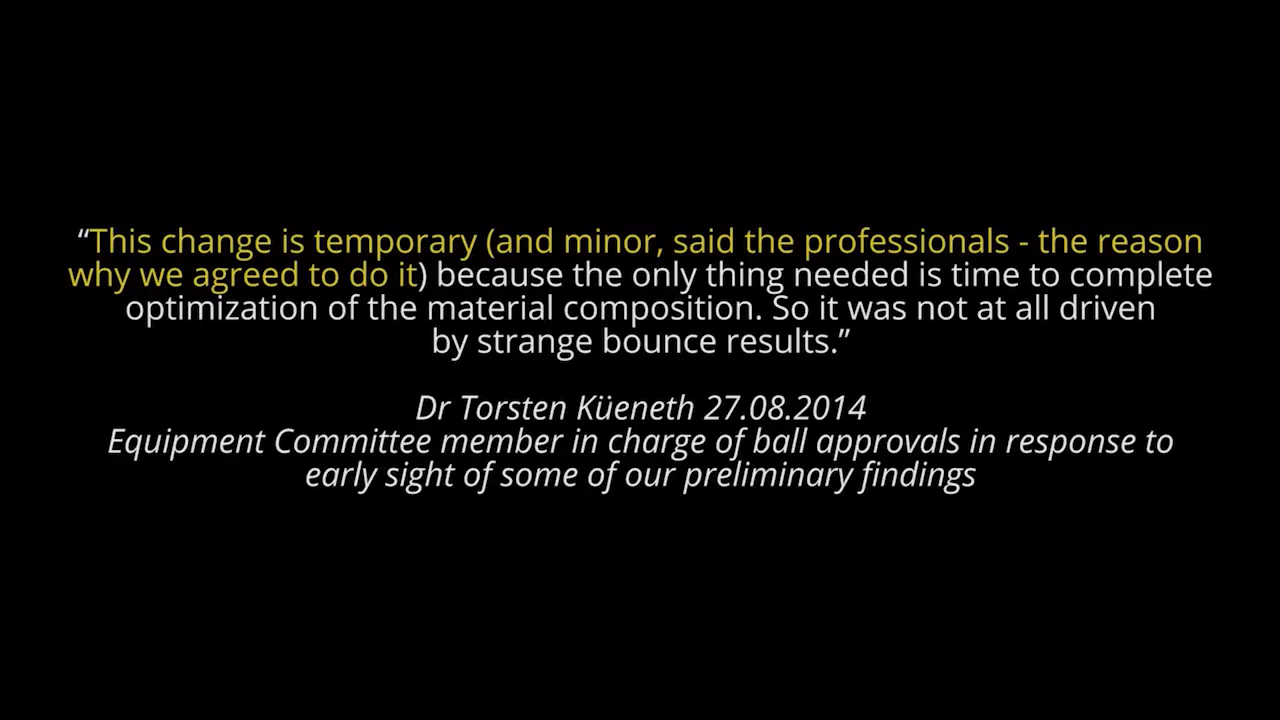 “This change is temporary (and minor, said the professionals - the reason
why we agreed to do it) because the only thing needed is time to complete
optimization of the material composition. So it was not at all driven
by strange bounce results.”
Dr Torsten Küeneth 27.08.2014
Equipment Committee member in charge of ball approvals in response to
early sight of some of our preliminary findings